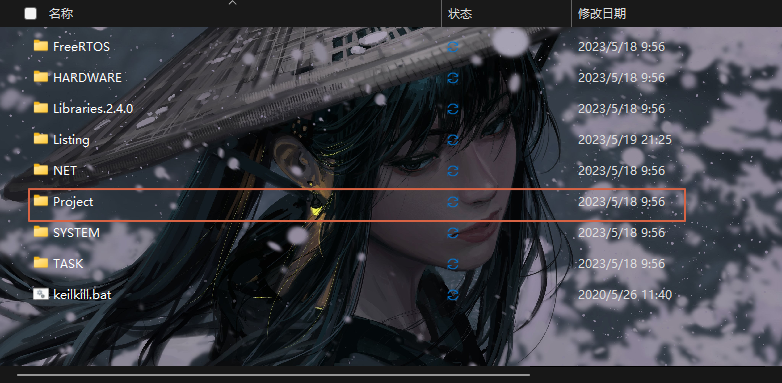 名称 状态 修改日期
FreeRTOS 2023/5/18 9:56
HARDWARE 2023/5/18 9:56
Libraries.2.4.0 2023/5/18 9:56
Listing 2023/5/19 21:25
NET 2023/5/18 9:56
Project 2023/5/18 9:56
SYSTEM 2023/5/18 9:56
TASK 2023/5/18 9:56
keilkill.bat 2020/5/26 11:40